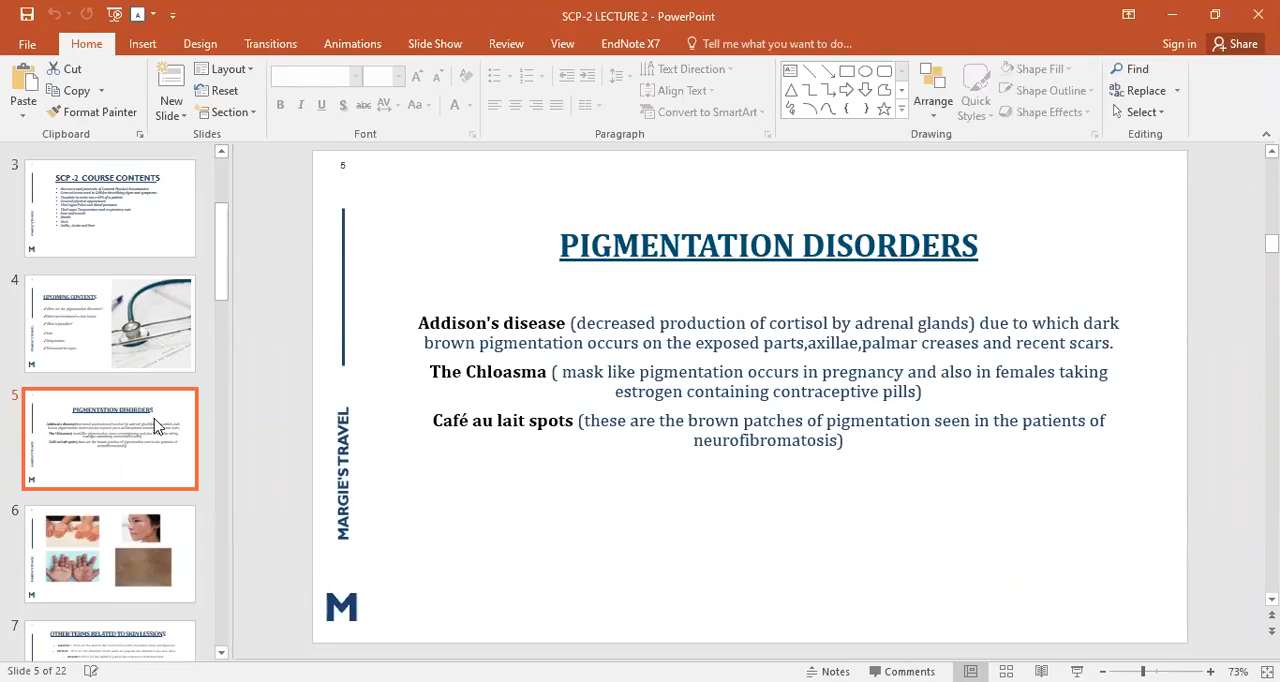 SCP-2 LECTURE 2 - PowerPoint
File Home Insert Design Transitions Animations Slide Show Review View EndNote X7 Tell me what you want to do... Sign in Share
Paste
Cut
Copy
Format Painter
Clipboard
New Slide
Layout
Reset
Section
Slides
B I U S abc AV Aa A
Font
Text Direction
Align Text
Convert to SmartArt
Paragraph
Arrange
Quick Styles
Shape Fill
Shape Outline
Shape Effects
Drawing
Find
Replace
Select
Editing
3
SCP -2 COURSE CONTENTS
M
4
UPCOMING CONTENTS
M
5
PIGMENTATION DISORDERS
M
6
M
7
OTHER TERMS RELATED TO SKIN LESSIONS
5
PIGMENTATION DISORDERS
Addison's disease (decreased production of cortisol by adrenal glands) due to which dark
brown pigmentation occurs on the exposed parts,axillae,palmar creases and recent scars.
The Chloasma ( mask like pigmentation occurs in pregnancy and also in females taking
estrogen containing contraceptive pills)
Café au lait spots (these are the brown patches of pigmentation seen in the patients of
neurofibromatosis)
MARGIE'S TRAVEL
M
Slide 5 of 22 Notes Comments 73%